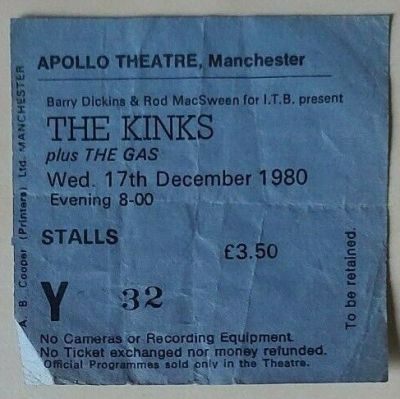 APOLLO THEATRE, Manchester
Barry Dickins & Rod MacSween for I.T.B. present
THE KINKS
plus THE GAS
Wed. 17th December 1980
Evening 8-00
STALLS
£3.50
Y 32
No Cameras or Recording Equipment.
No Ticket exchanged nor money refunded.
Official Programmes sold only in the Theatre.
To be retained.
A. B. Cooper (Printers) Ltd. MANCHESTER